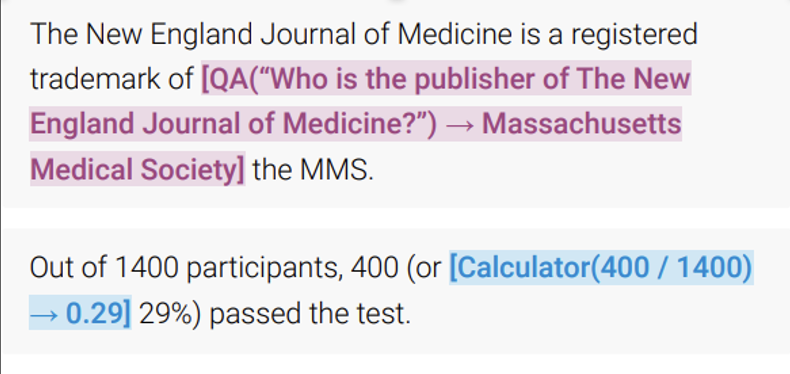 The New England Journal of Medicine is a registered
trademark of [QA(“Who is the publisher of The New
England Journal of Medicine?”) → Massachusetts
Medical Society] the MMS.
Out of 1400 participants, 400 (or [Calculator(400 / 1400)
→ 0.29] 29%) passed the test.